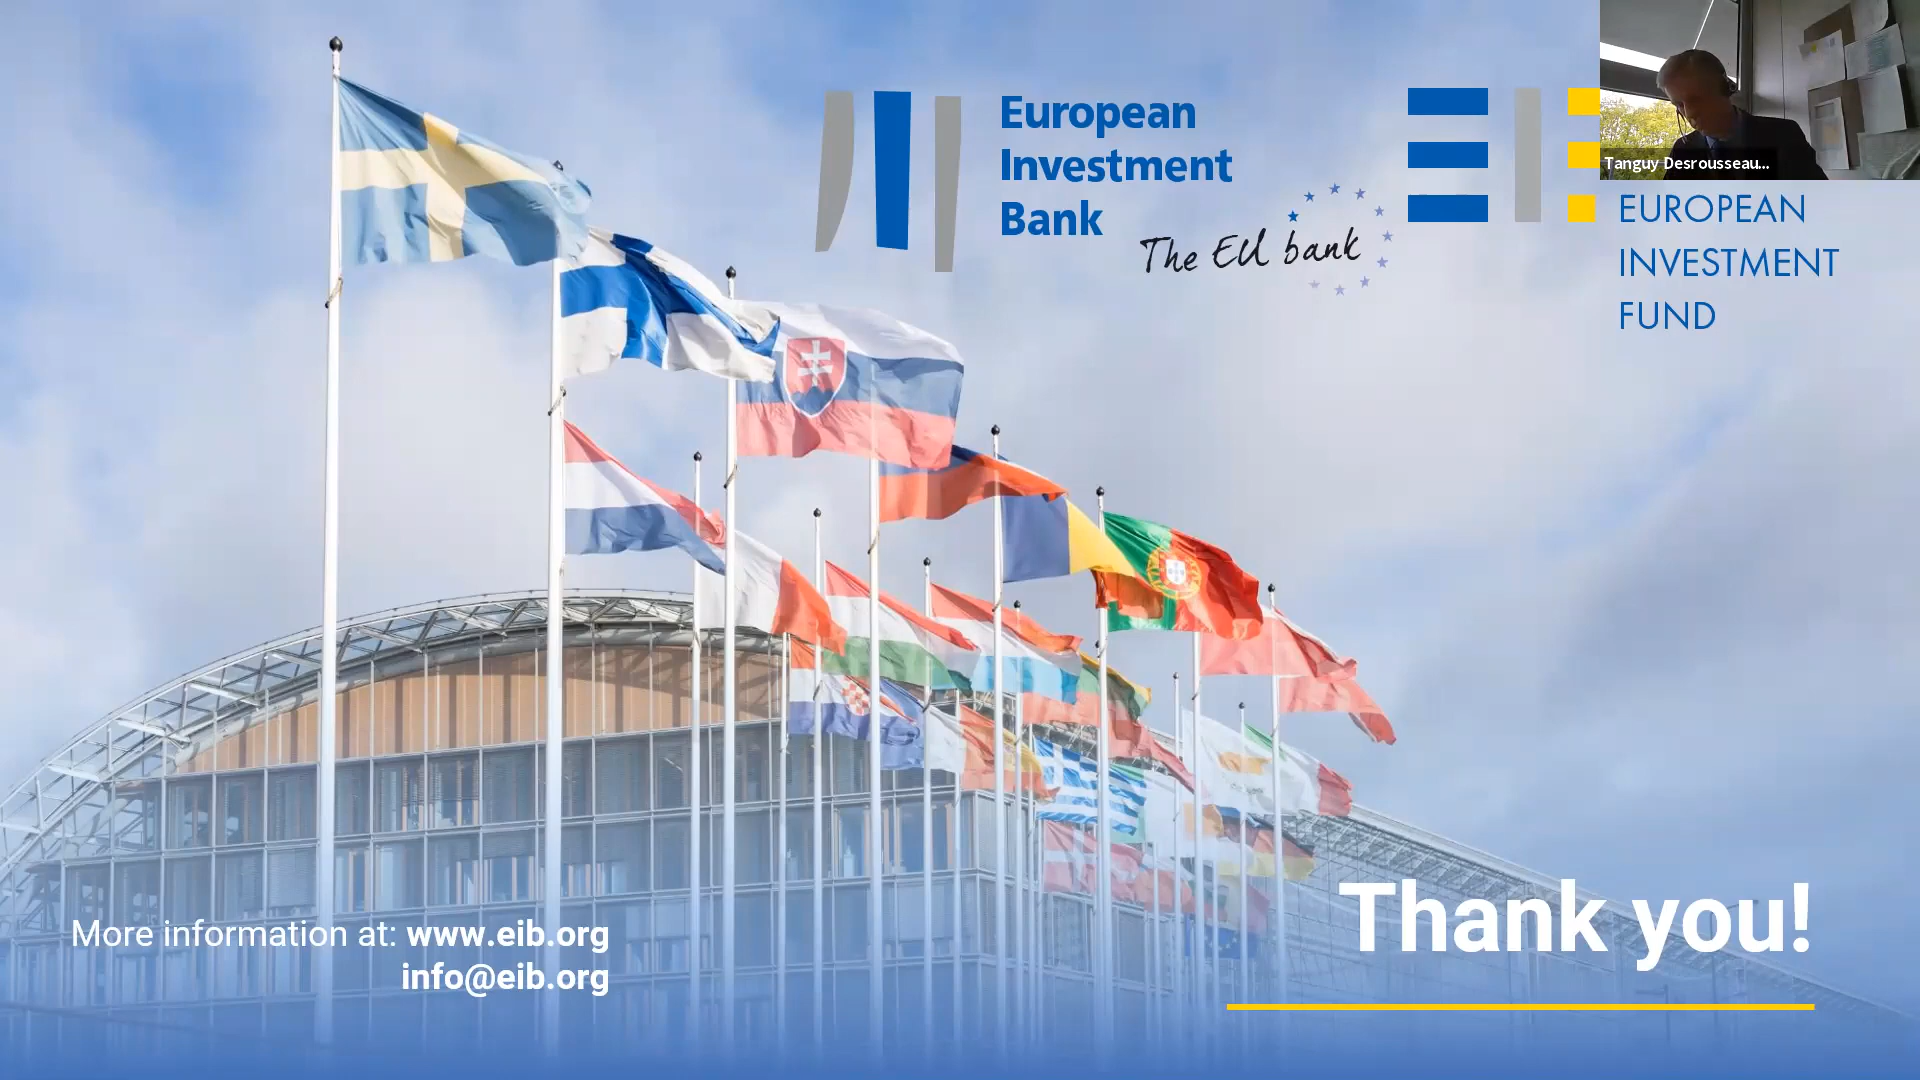 European
Investment
Bank
The EU bank
Tanguy Desrousseau...
EUROPEAN
INVESTMENT
FUND
More information at: www.eib.org
info@eib.org
Thank you!